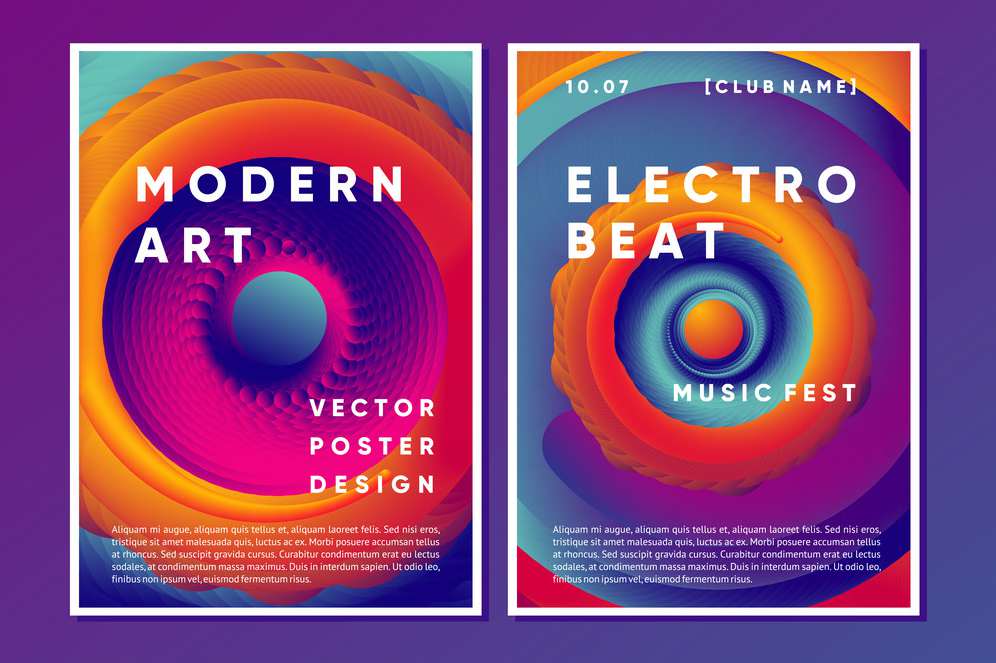 MODERN
ART
VECTOR
POSTER
DESIGN
Aliquam mi augue, aliquam quis tellus et, aliquam laoreet felis. Sed nisi eros,
tristique sit amet malesuada quis, luctus ac ex. Morbi posuere accumsan tellus
at rhoncus. Sed suscipit gravida cursus. Curabitur condimentum erat eu lectus
sodales, at condimentum massa maximus. Duis in interdum sapien. Ut odio leo,
finibus non ipsum vel, euismod fermentum risus.
10.07 [CLUB NAME]
ELECTRO
BEAT
MUSIC FEST
Aliquam mi augue, aliquam quis tellus et, aliquam laoreet felis. Sed nisi eros,
tristique sit amet malesuada quis, luctus ac ex. Morbi posuere accumsan tellus
at rhoncus. Sed suscipit gravida cursus. Curabitur condimentum erat eu lectus
sodales, at condimentum massa maximus. Duis in interdum sapien. Ut odio leo,
finibus non ipsum vel, euismod fermentum risus.